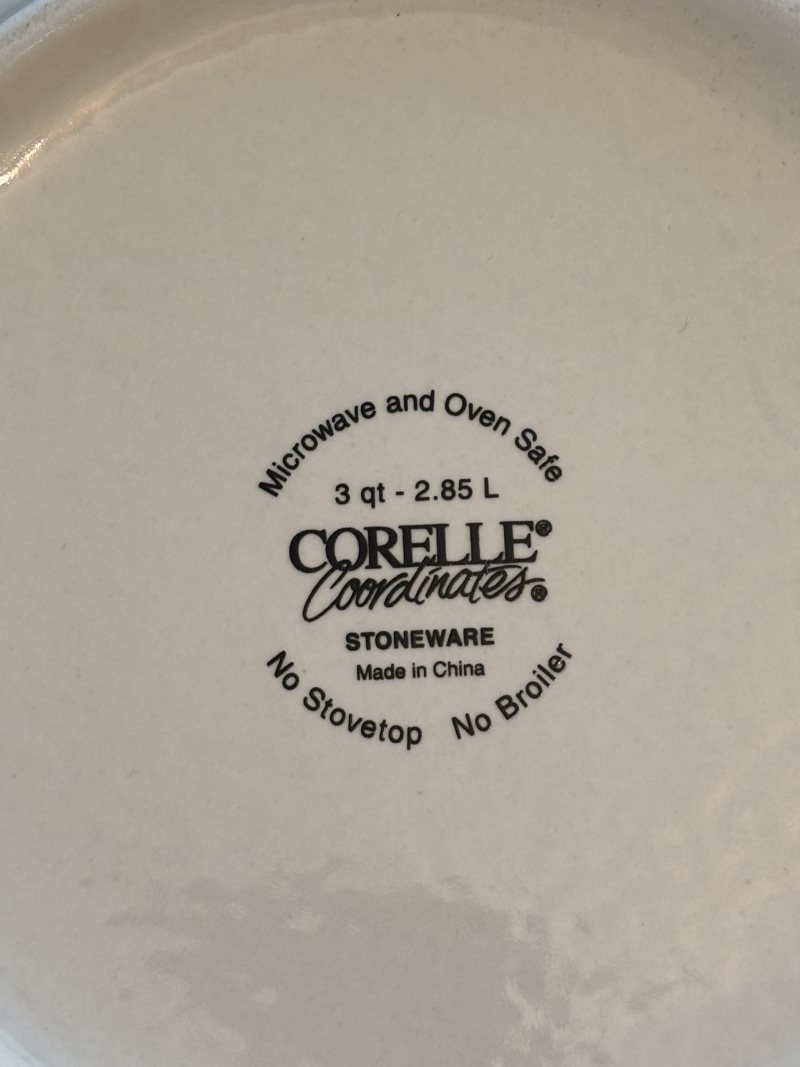 Microwave and Oven Safe
3 qt - 2.85 L
CORELLE®
Coordinates®
STONEWARE
Made in China
No Stovetop No Broiler